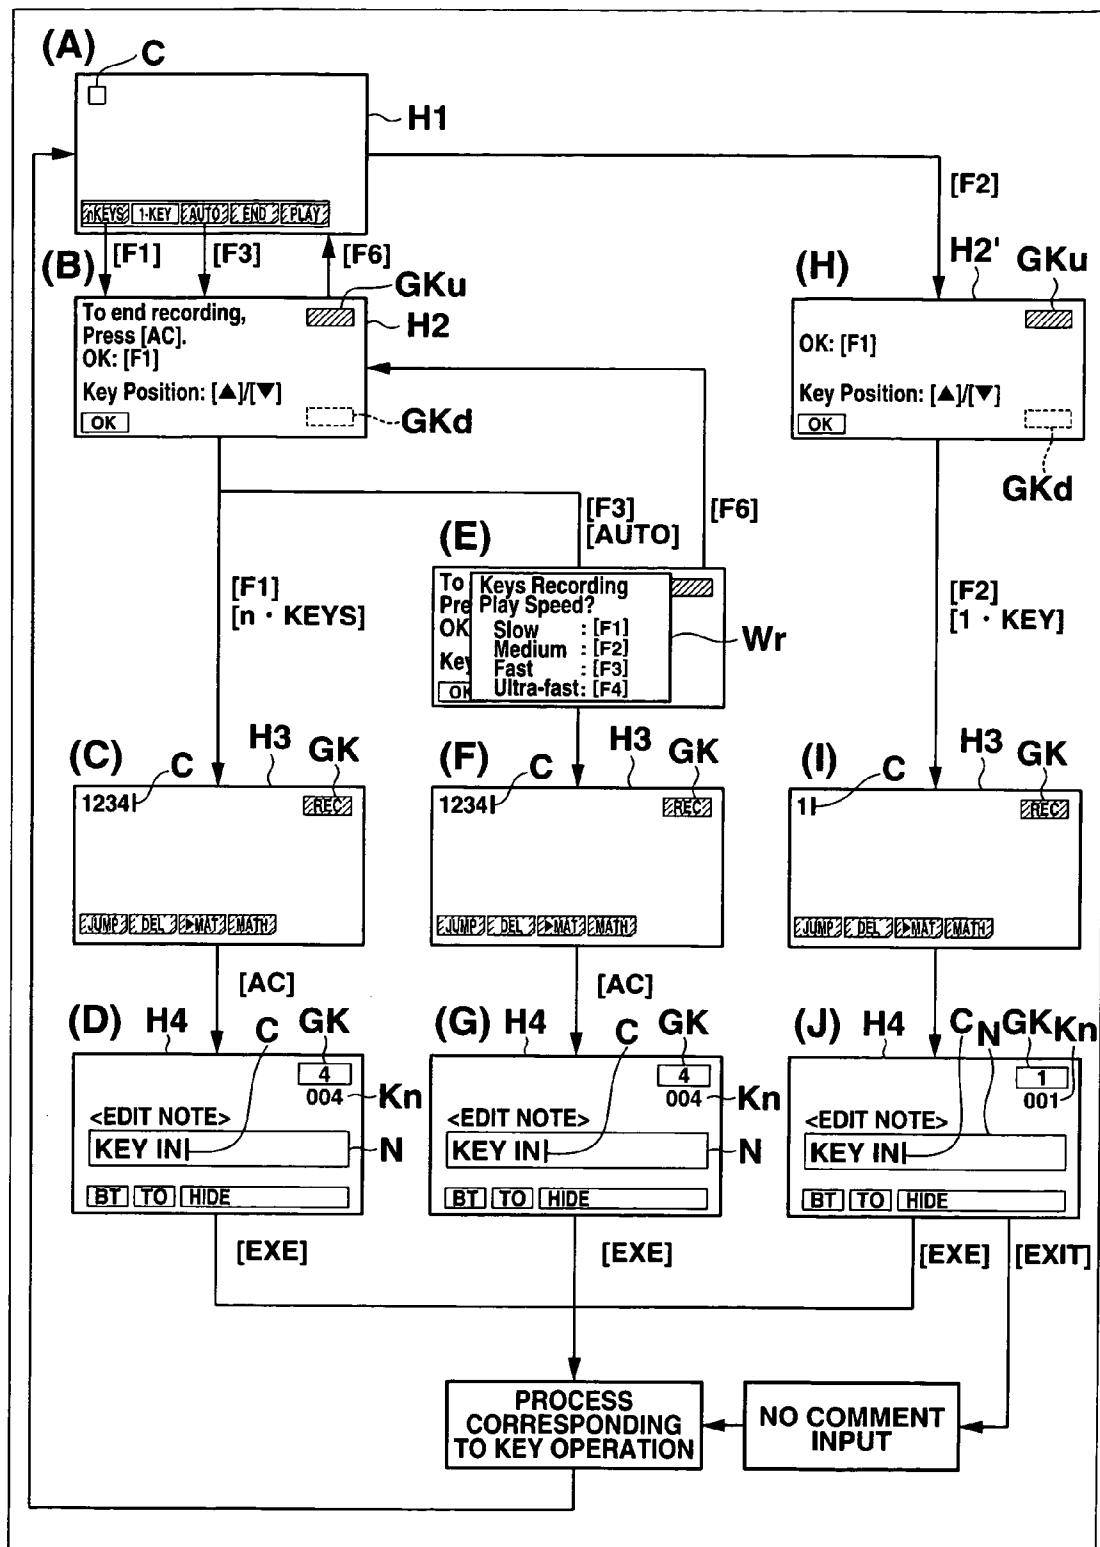 (A)
C
H1
nKEYS 1-KEY AUTO END PLAY
[F2]
[F1] [F3] [F6]
(B)
GKu
H2
To end recording,
Press [AC].
OK: [F1]
Key Position: [▲]/[▼]
OK
GKd
(H)
H2'
GKu
OK: [F1]
Key Position: [▲]/[▼]
OK
GKd
[F3]
[AUTO]
[F6]
(E)
[F1]
[n · KEYS]
To
Pre
OK
Key
OK
Keys Recording
Play Speed?
Slow : [F1]
Medium : [F2]
Fast : [F3]
Ultra-fast: [F4]
Wr
[F2]
[1 · KEY]
(C)
C
H3
GK
1234
REC
JUMP DEL ▶MAT MATH
(F)
C
H3
GK
1234
REC
JUMP DEL ▶MAT MATH
(I)
C
H3
GK
1
REC
JUMP DEL ▶MAT MATH
[AC]
[AC]
(D)
H4
C
GK
4
004
Kn
<EDIT NOTE>
KEY IN
N
BT TO HIDE
(G)
H4
C
GK
4
004
Kn
<EDIT NOTE>
KEY IN
N
BT TO HIDE
(J)
H4
C
N
GK
Kn
1
001
<EDIT NOTE>
KEY IN
BT TO HIDE
[EXE]
[EXE]
[EXE]
[EXIT]
PROCESS
CORRESPONDING
TO KEY OPERATION
NO COMMENT
INPUT